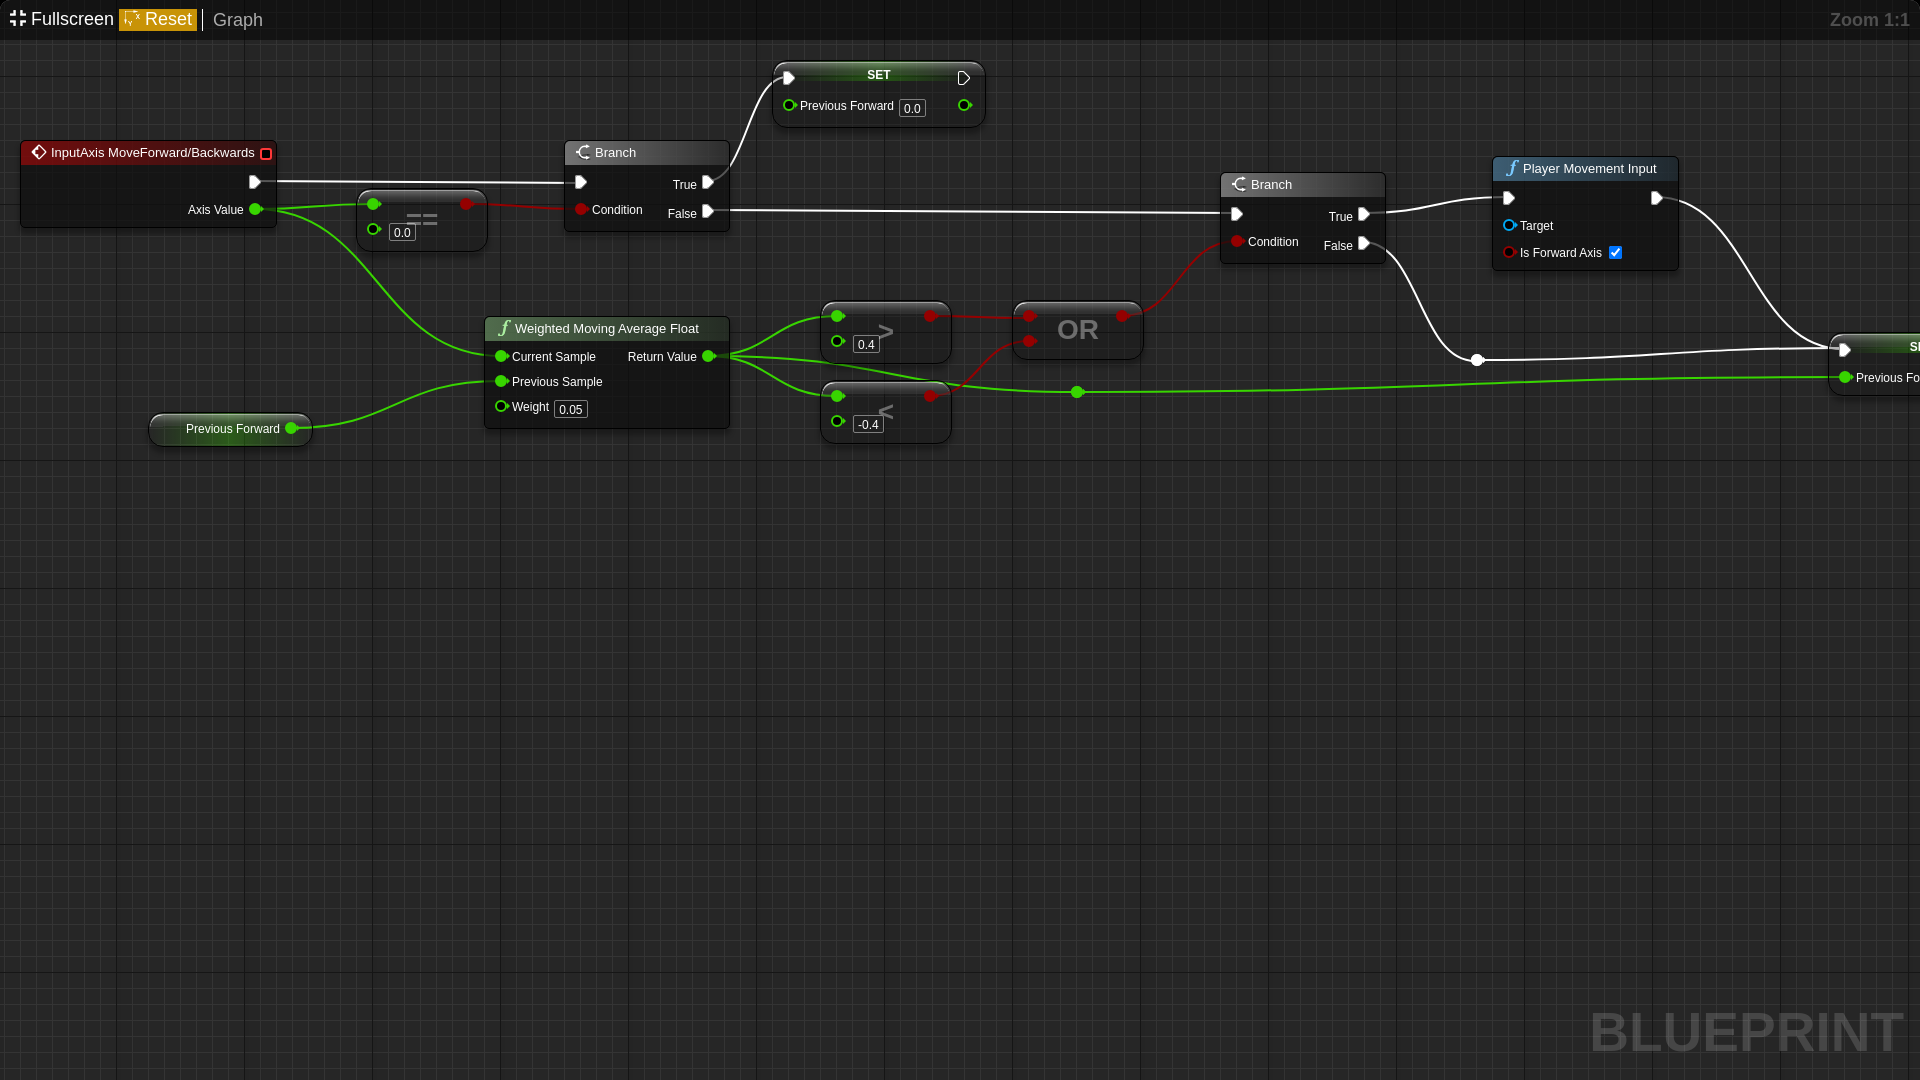 Fullscreen Reset Graph Zoom 1:1
SET
Previous Forward 0.0
InputAxis MoveForward/Backwards
Axis Value
==
0.0
Branch
True
Condition
False
Branch
True
Condition
False
Player Movement Input
Target
Is Forward Axis
Weighted Moving Average Float
Current Sample Return Value
Previous Sample
Weight 0.05
Previous Forward
>
0.4
<
-0.4
OR
Previous Fo
BLUEPRINT